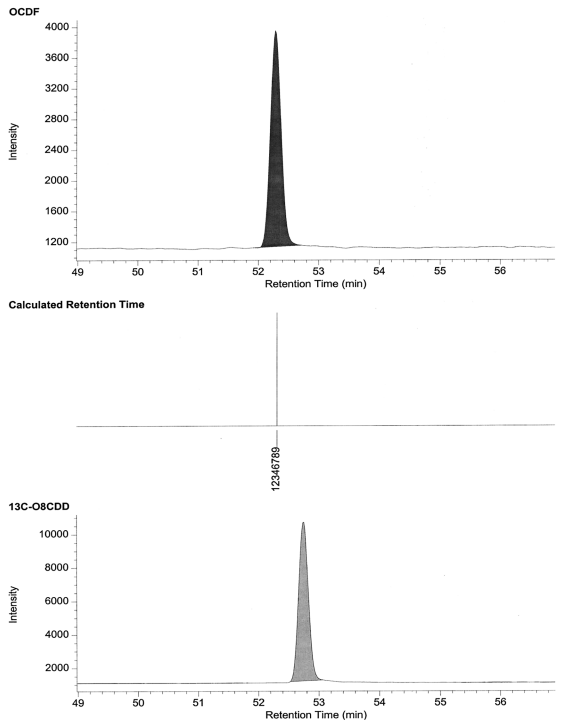 OCDF
4000
3600
3200
2800
2400
2000
1600
1200
Intensity
49 50 51 52 53 54 55 56
Retention Time (min)
Calculated Retention Time
12346789
13C-O8CDD
10000
8000
6000
4000
2000
Intensity
49 50 51 52 53 54 55 56
Retention Time (min)